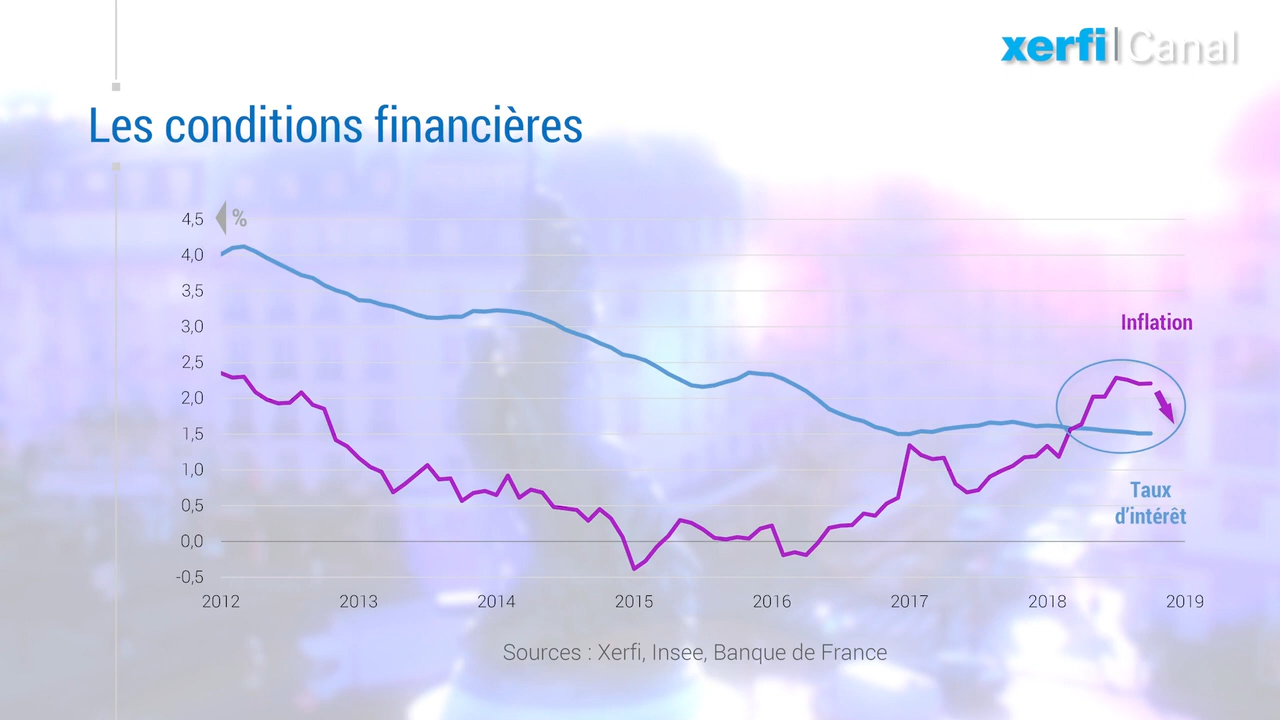 xerfi|Canal
Les conditions financières
%
4,5
4,0
3,5
3,0
2,5
2,0
1,5
1,0
0,5
0,0
-0,5
Inflation
Taux
d'intérêt
2012 2013 2014 2015 2016 2017 2018 2019
Sources : Xerfi, Insee, Banque de France